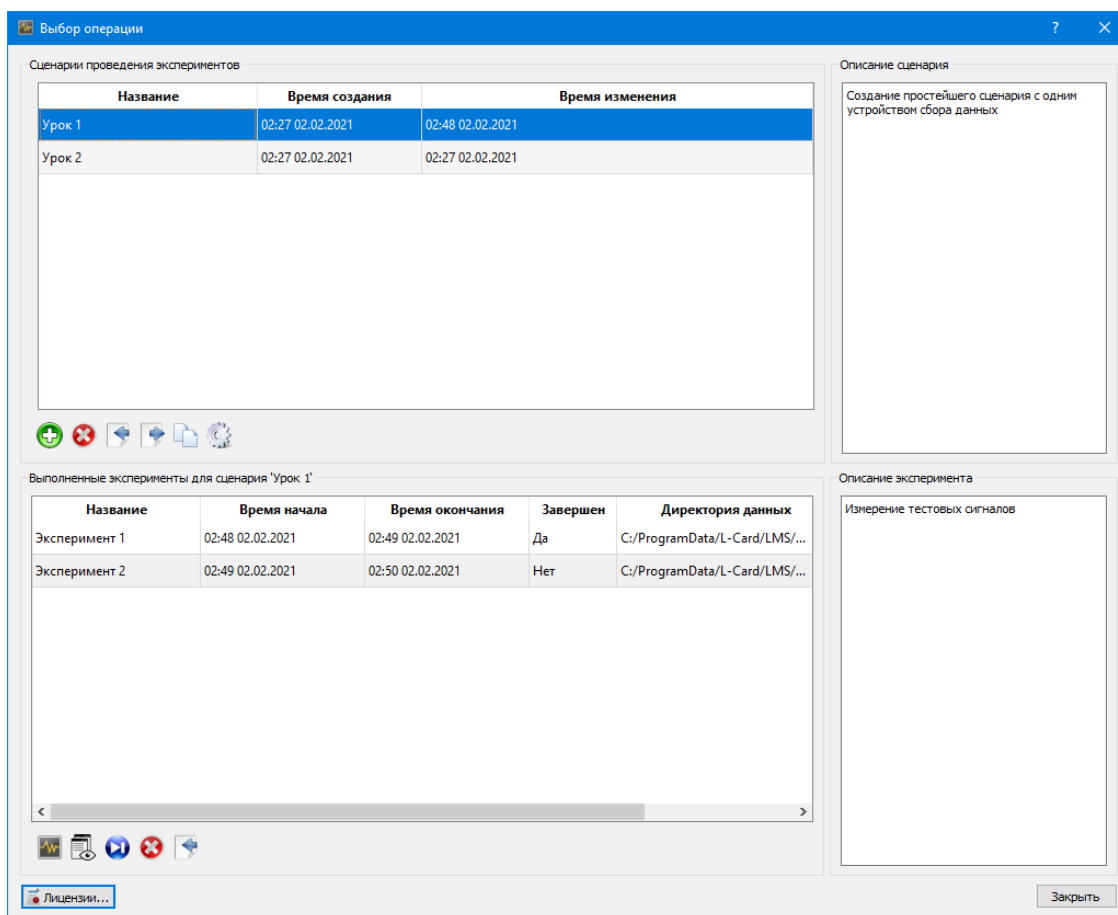 Выбор операции
Сценарии проведения экспериментов
Название Время создания Время изменения
Урок 1 02:27 02.02.2021 02:48 02.02.2021
Урок 2 02:27 02.02.2021 02:27 02.02.2021
Описание сценария
Создание простейшего сценария с одним
устройством сбора данных
Выполненные эксперименты для сценария 'Урок 1'
Название Время начала Время окончания Завершен Директория данных
Эксперимент 1 02:48 02.02.2021 02:49 02.02.2021 Да C:/ProgramData/L-Card/LMS/...
Эксперимент 2 02:49 02.02.2021 02:50 02.02.2021 Нет C:/ProgramData/L-Card/LMS/...
Описание эксперимента
Измерение тестовых сигналов
Лицензии...
Закрыть